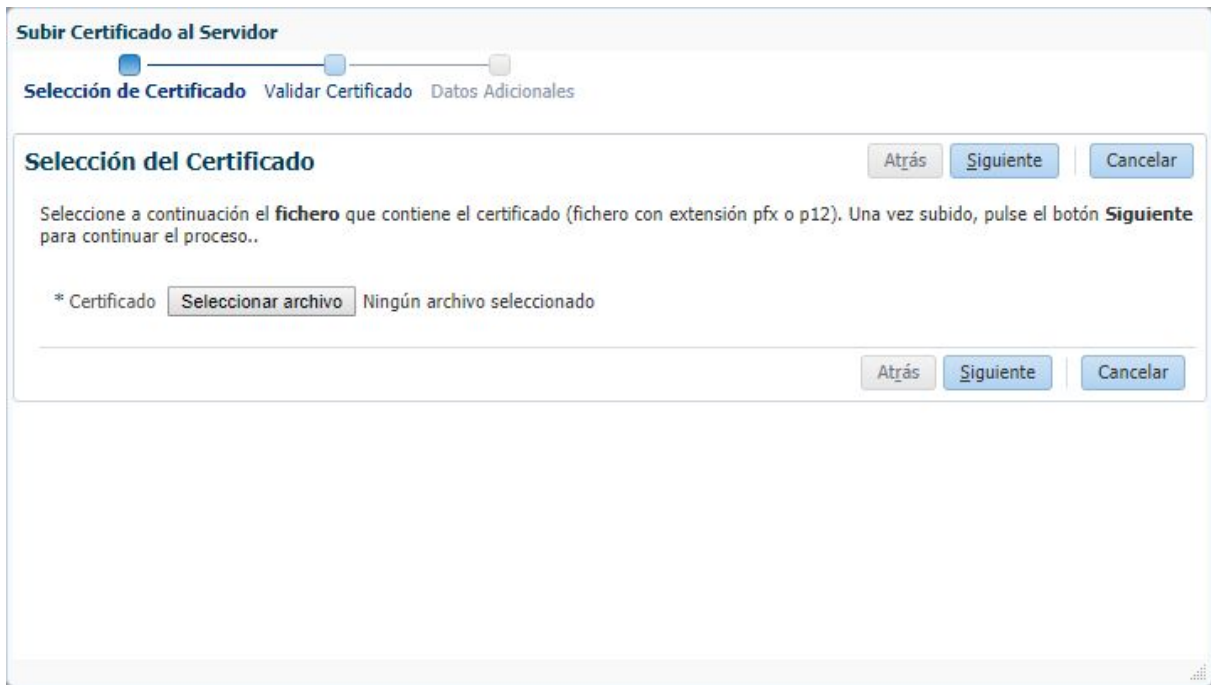 Subir Certificado al Servidor
Selección de Certificado Validar Certificado Datos Adicionales
Selección del Certificado Atrás Siguiente Cancelar
Seleccione a continuación el fichero que contiene el certificado (fichero con extensión pfx o p12). Una vez subido, pulse el botón Siguiente
para continuar el proceso..
* Certificado Seleccionar archivo Ningún archivo seleccionado
Atrás Siguiente Cancelar